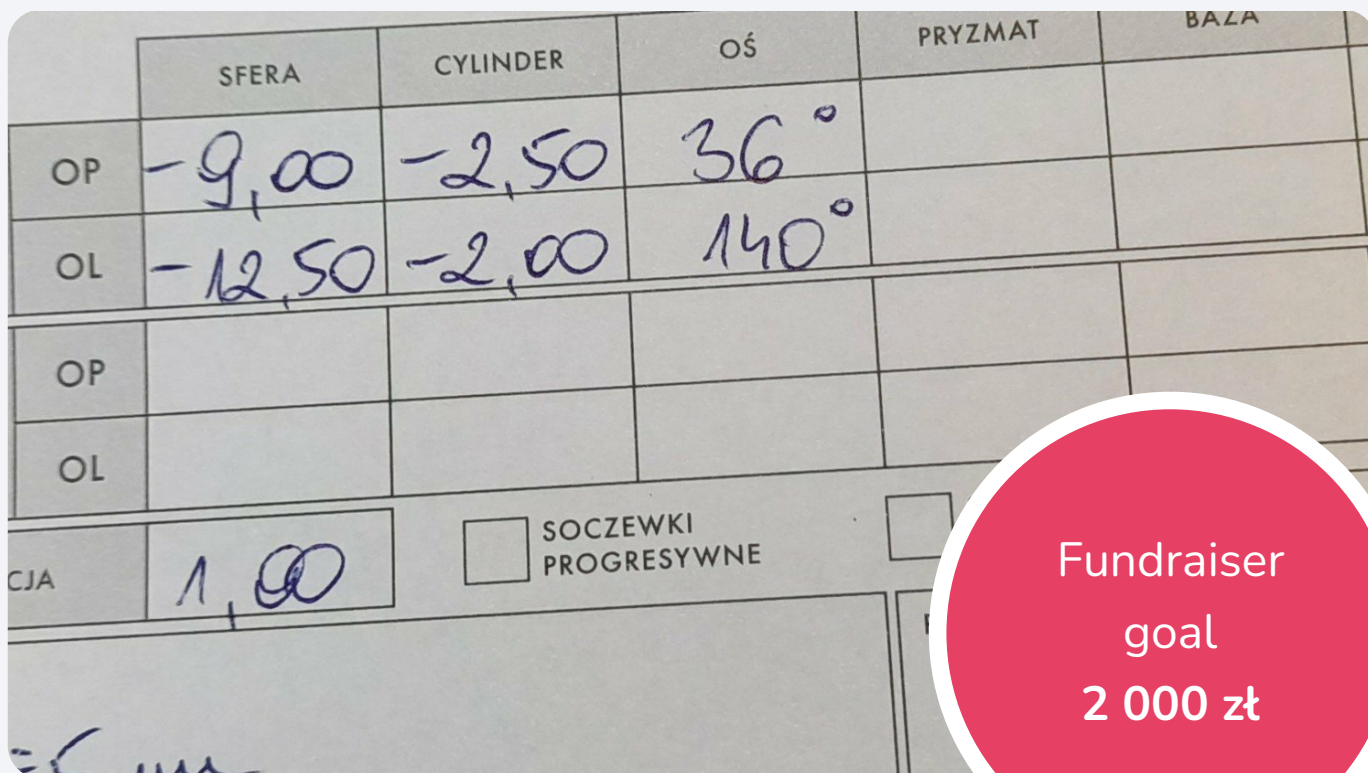 SFERA CYLINDER OŚ PRYZMAT BAZA
OP -9,00 -2,50 36°
OL -12,50 -2,00 140°
OP
OL
CJA 1,00 SOCZEWKI
PROGRESYWNE
Fundraiser
goal
2 000 zł